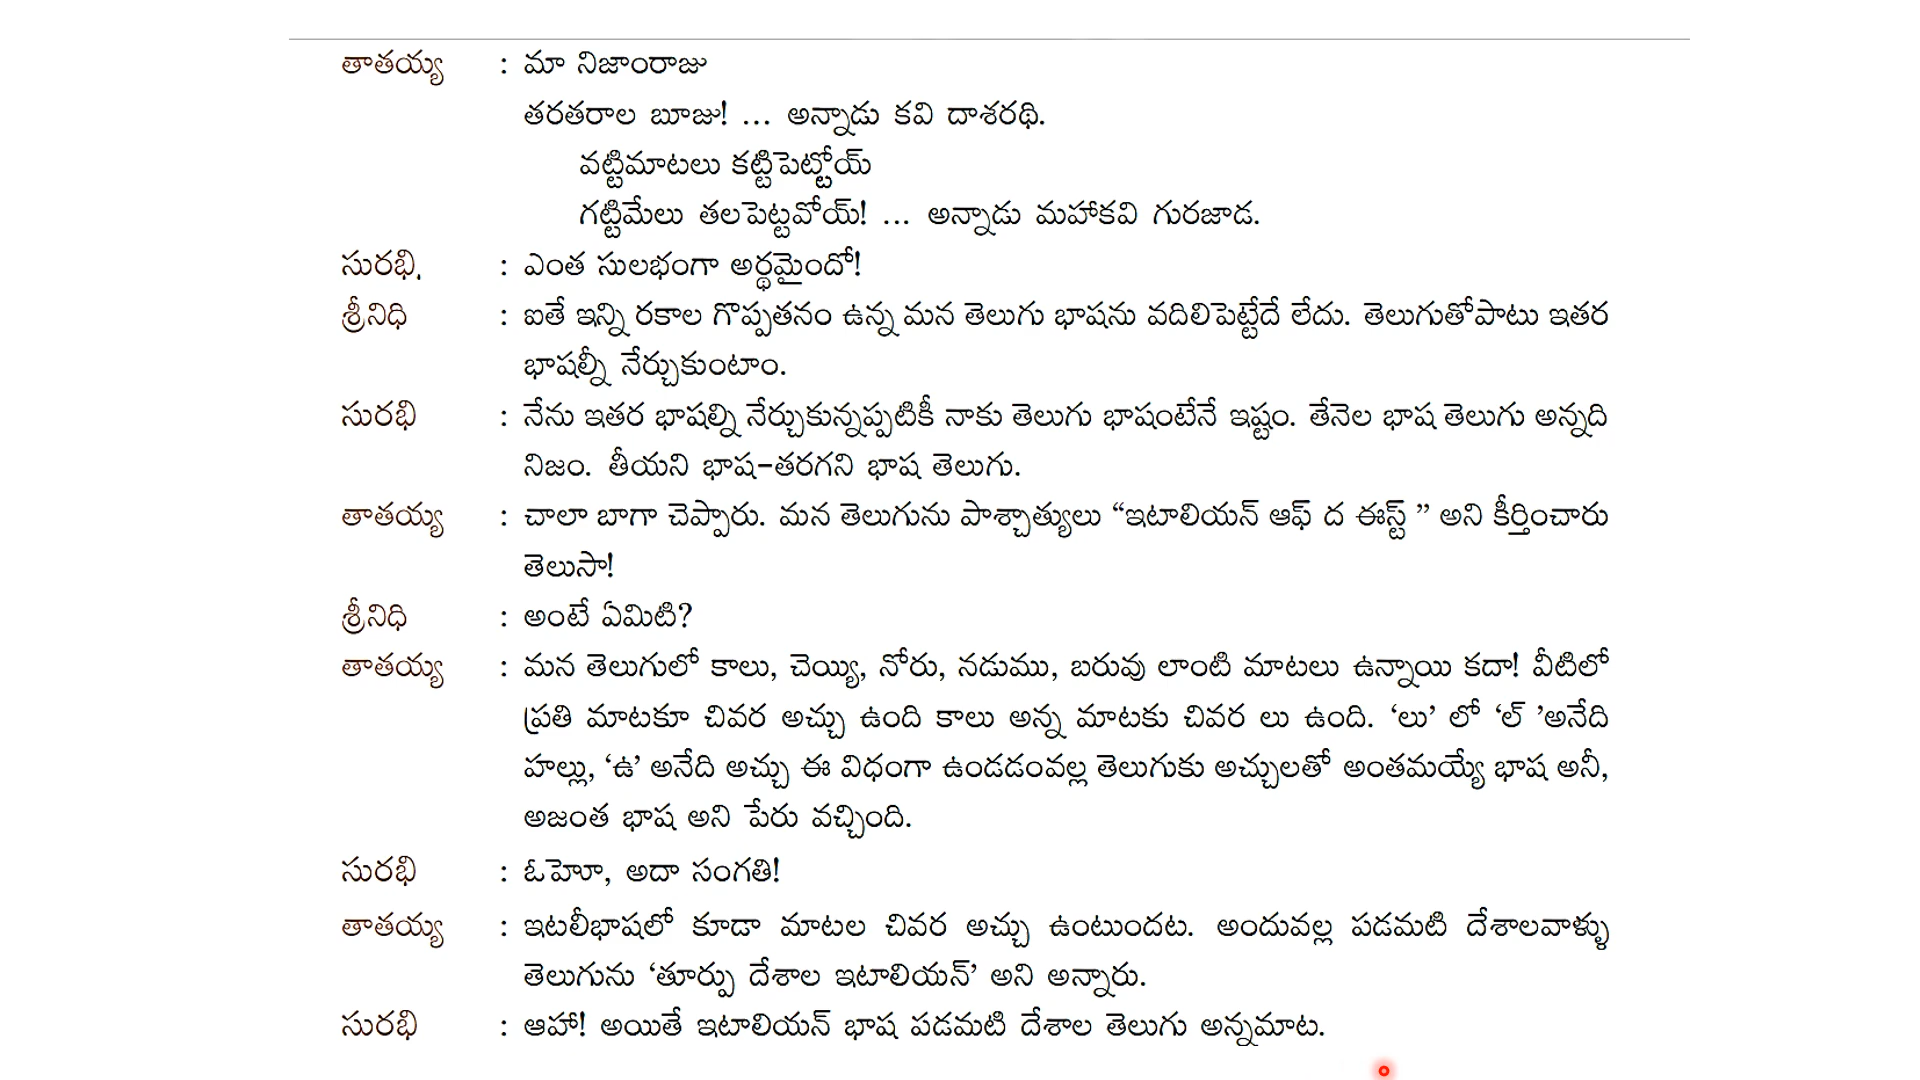 తాతయ్య : మా నిజాంరాజు
తరతరాల బూజు! ... అన్నాడు కవి దాశరథి.
వట్టిమాటలు కట్టిపెట్టోయ్
గట్టిమేలు తలపెట్టవోయ్! ... అన్నాడు మహాకవి గురజాడ.
సురభి. : ఎంత సులభంగా అర్థమైందో!
శ్రీనిధి : ఐతే ఇన్ని రకాల గొప్పతనం ఉన్న మన తెలుగు భాషను వదిలిపెట్టేదే లేదు. తెలుగుతోపాటు ఇతర
భాషల్నీ నేర్చుకుంటాం.
సురభి : నేను ఇతర భాషల్ని నేర్చుకున్నప్పటికీ నాకు తెలుగు భాషంటేనే ఇష్టం. తేనెల భాష తెలుగు అన్నది
నిజం. తీయని భాష-తరగని భాష తెలుగు.
తాతయ్య : చాలా బాగా చెప్పారు. మన తెలుగును పాశ్చాత్యులు “ఇటాలియన్ ఆఫ్ ద ఈస్ట్ ” అని కీర్తించారు
తెలుసా!
శ్రీనిధి : అంటే ఏమిటి?
తాతయ్య : మన తెలుగులో కాలు, చెయ్యి, నోరు, నడుము, బరువు లాంటి మాటలు ఉన్నాయి కదా! వీటిలో
ప్రతి మాటకూ చివర అచ్చు ఉంది కాలు అన్న మాటకు చివర లు ఉంది. ‘లు’ లో ‘ల్ ’అనేది
హల్లు, ‘ఉ’ అనేది అచ్చు ఈ విధంగా ఉండడంవల్ల తెలుగుకు అచ్చులతో అంతమయ్యే భాష అనీ,
అజంత భాష అని పేరు వచ్చింది.
సురభి : ఓహెూ, అదా సంగతి!
తాతయ్య : ఇటలీభాషలో కూడా మాటల చివర అచ్చు ఉంటుందట. అందువల్ల పడమటి దేశాలవాళ్ళు
తెలుగును ‘తూర్పు దేశాల ఇటాలియన్’ అని అన్నారు.
సురభి : ఆహా! అయితే ఇటాలియన్ భాష పడమటి దేశాల తెలుగు అన్నమాట.